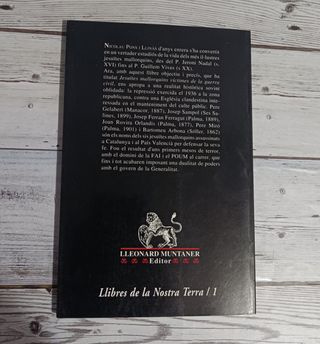 NICOLAU PONS I LLINÀS d'anys enrera s'ha convertit
en un vertader estudiós de la vida dels més il·lustres
jesuïtes mallorquins, des del P. Jeroni Nadal (s.
XVI) fins al P. Guillem Vives (s. XX).
Ara, amb aquest llibre objectiu i precís, que ha
titulat Jesuïtes mallorquins víctimes de la guerra
civil, ens atropa a una realitat històrica sovint
oblidada: la repressió exercida el 1936 a la zona
republicana, contra una Església clandestina inte-
ressada en el manteniment del culte públic. Pere
Gelabert (Manacor, 1887), Josep Sampol (Ses Sa-
lines, 1899), Josep Ferran Ferragut (Palma, 1889),
Joan Rovira Orlandis (Palma, 1877), Pere Miró
(Palma, 1901) i Bartomeu Arbona (Sóller, 1862)
són els noms dels sis jesuïtes mallorquins assassinats
a Catalunya i al País Valencià per defensar la seva
fe. Fou el resultat d'uns primers mesos de terror,
amb el domini de la FAI i el POUM al carrer, que
fins i tot acabaren imposant una dualitat de poders
amb el govern de la Generalitat.
LLEONARD MUNTANER
Editor
Llibres de la Nostra Terra / 1